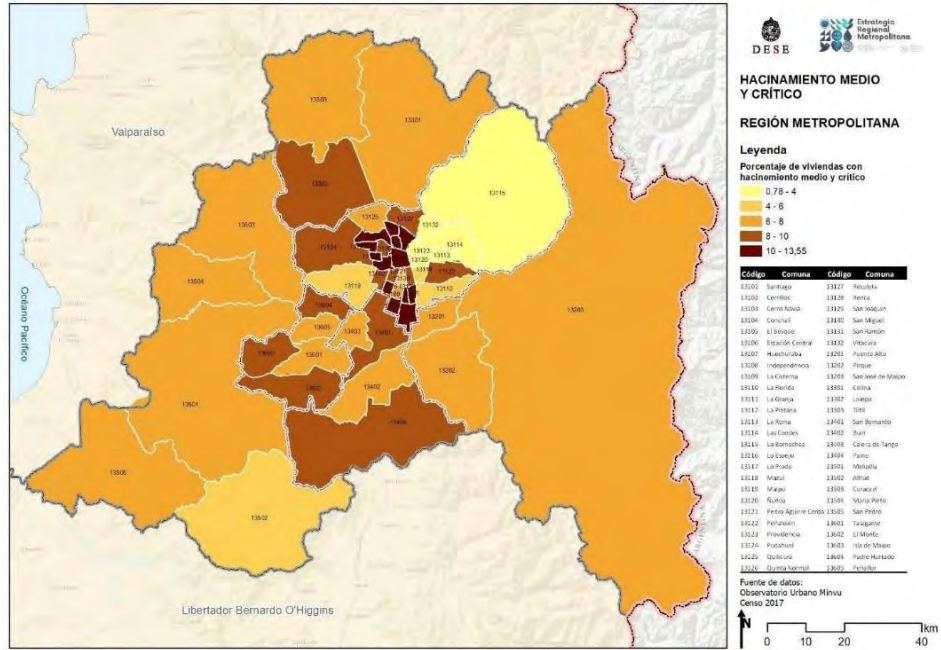 Valparaíso
Océano Pacífico
Libertador Bernardo O'Higgins
13303
13301
13115
13302
13125
13127
13132
13503
13124
13114
13123
13113
13120
13122
13504
13119
13110
13203
13604
13201
13605
13403
13401
13601
13602
13202
13402
13501
13404
13505
13502
ARGENTINA
DESE
Estrategia
Regional
Metropolitana
HACINAMIENTO MEDIO
Y CRÍTICO
REGIÓN METROPOLITANA
Leyenda
Porcentaje de viviendas con
hacinemiento medio y crítico
0,78 - 4
4 - 6
6 - 8
8 - 10
10 - 13,55
Código Comuna Código Comuna
13101 Santiago 13127 Recoleta
13102 Cerrillos 13128 Renca
13103 Cerro Navia 13129 San Joaquín
13104 Conchalí 13130 San Miguel
13105 El Bosque 13131 San Ramón
13106 Estación Central 13132 Vitacura
13107 Huechuraba 13201 Puente Alto
13108 Independencia 13202 Pirque
13109 La Cisterna 13203 San José de Maipo
13110 La Florida 13301 Colina
13111 La Granja 13302 Lampa
13112 La Pintana 13303 Tiltil
13113 La Reina 13401 San Bernardo
13114 Las Condes 13402 Buin
13115 Lo Barnechea 13403 Calera de Tango
13116 Lo Espejo 13404 Paine
13117 Lo Prado 13501 Melipilla
13118 Macul 13502 Alhué
13119 Maipú 13503 Curacaví
13120 Ñuñoa 13504 María Pinto
13121 Pedro Aguirre Cerda 13505 San Pedro
13122 Peñalolén 13601 Talagante
13123 Providencia 13602 El Monte
13124 Pudahuel 13603 Isla de Maipo
13125 Quilicura 13604 Padre Hurtado
13126 Quinta Normal 13605 Peñaflor
Fuente de datos:
Observatorio Urbano Minvu
Censo 2017
N
0 10 20 40
km